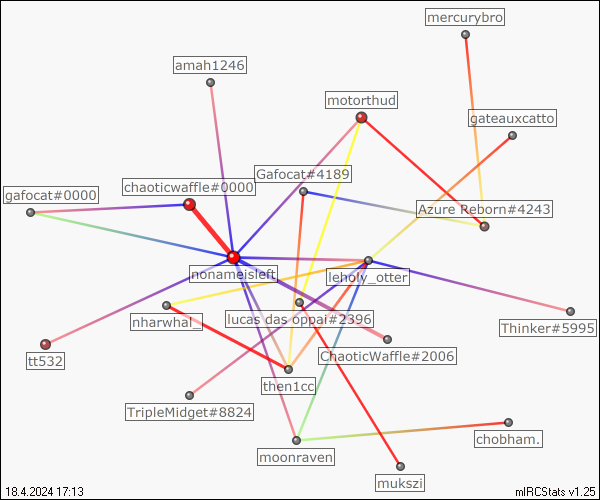 mercurybro
amah1246
motorthud
gateauxcatto
Gafocat#4189
chaoticwaffle#0000
gafocat#0000
Azure Reborn#4243
nonameisleft
leholy_otter
nharwhal_
lucas das oppai#2396
Thinker#5995
tt532
ChaoticWaffle#2006
then1cc
TripleMidget#8824
chobham.
moonraven
mukszi
18.4.2024 17:13
mIRCStats v1.25